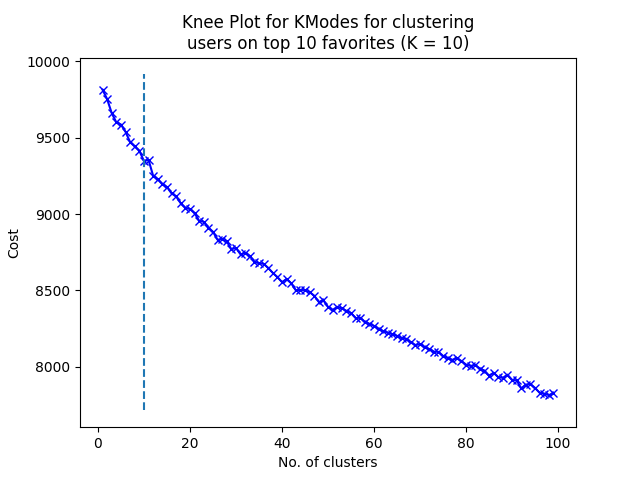 Knee Plot for KModes for clustering
users on top 10 favorites (K = 10)
10000
9500
9000
8500
8000
Cost
0 20 40 60 80 100
No. of clusters